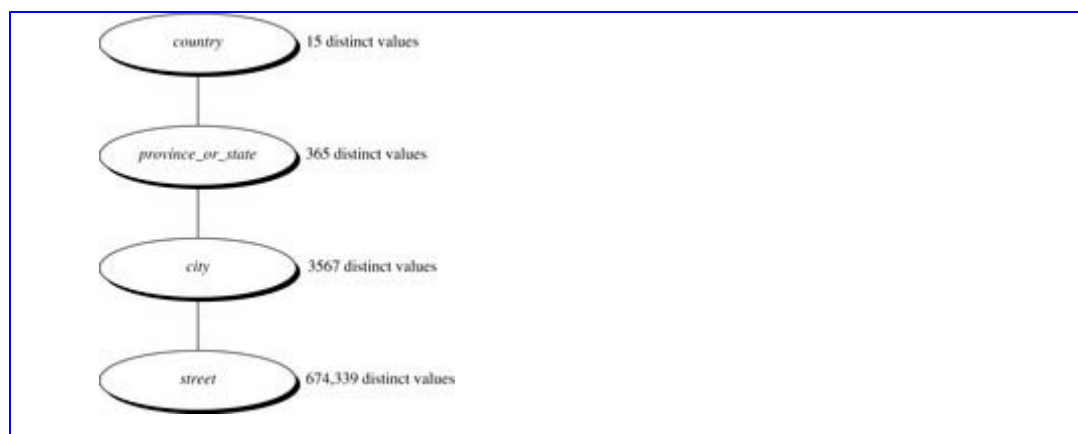 country 15 distinct values
province_or_state 365 distinct values
city 3567 distinct values
street 674,339 distinct values